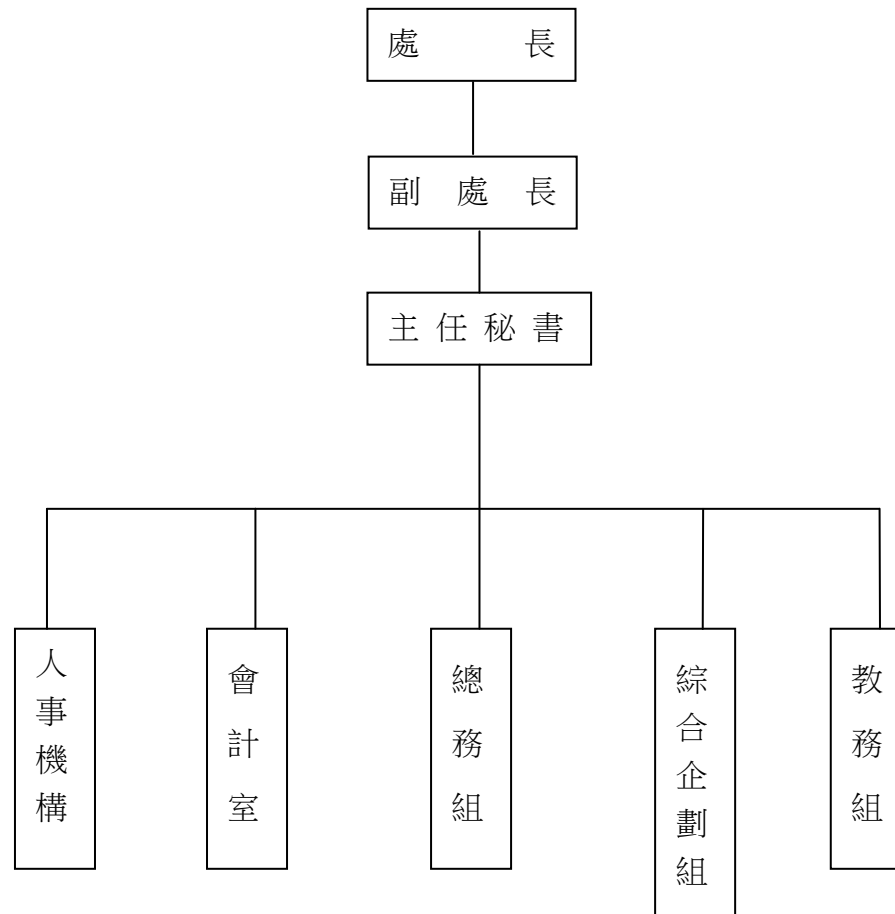 處長
副處長
主任秘書
人事機構
會計室
總務組
綜合企劃組
教務組